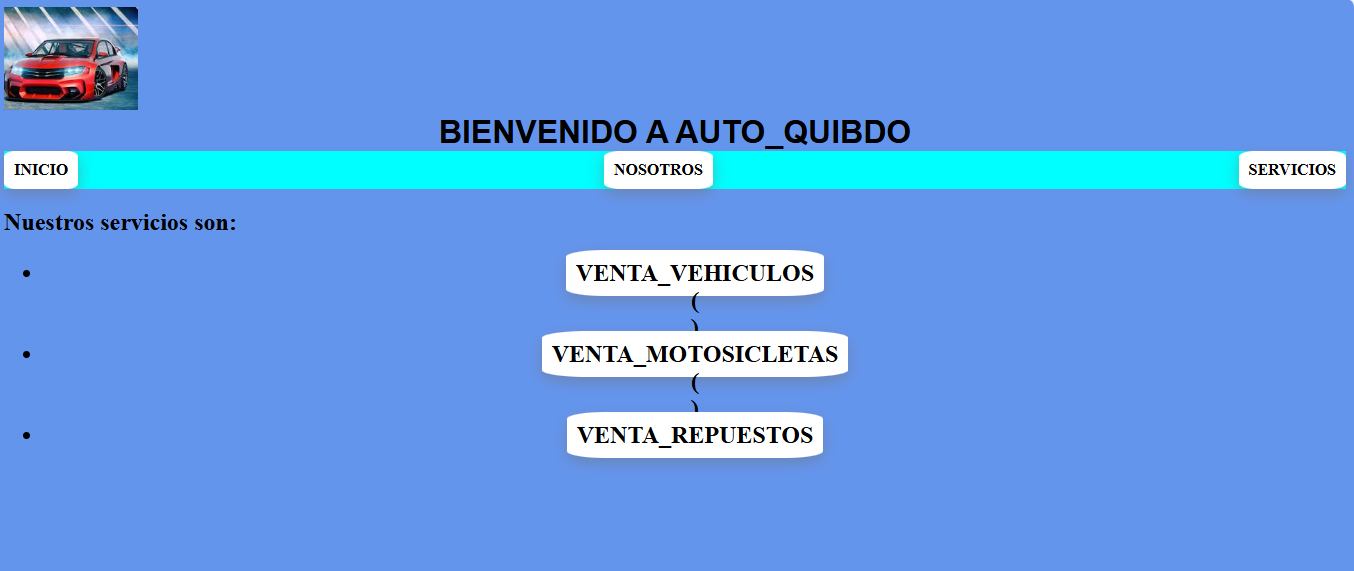 BIENVENIDO A AUTO_QUIBDO
INICIO NOSOTROS SERVICIOS
Nuestros servicios son:
• VENTA_VEHICULOS
(
)
• VENTA_MOTOSICLETAS
(
)
• VENTA_REPUESTOS